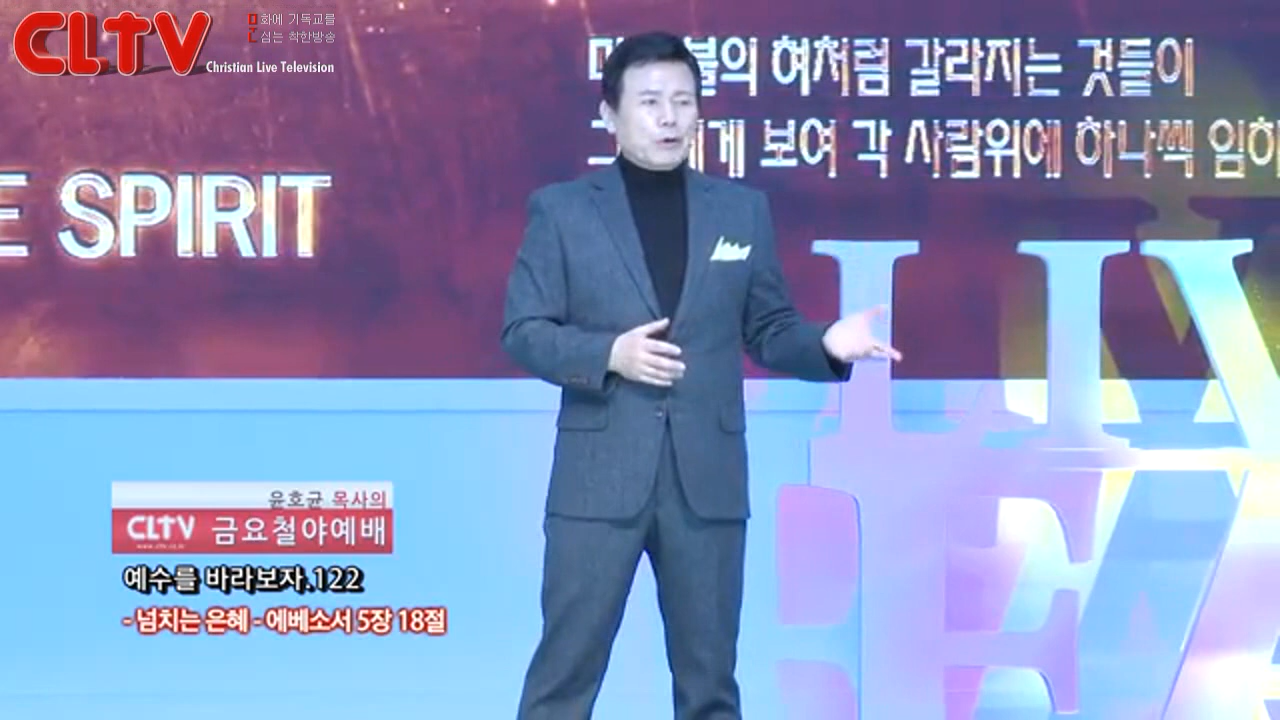 CLTV
문화에 기독교를
심는 착한방송
Christian Live Television
불의 혀처럼 갈라지는 것들이
보여 각 사람위에 하나씩 임하
E SPIRIT
LIV
윤호균 목사의
CLTV 금요철야예배
예수를 바라보자.122
- 넘치는 은혜 - 에베소서 5장 18절